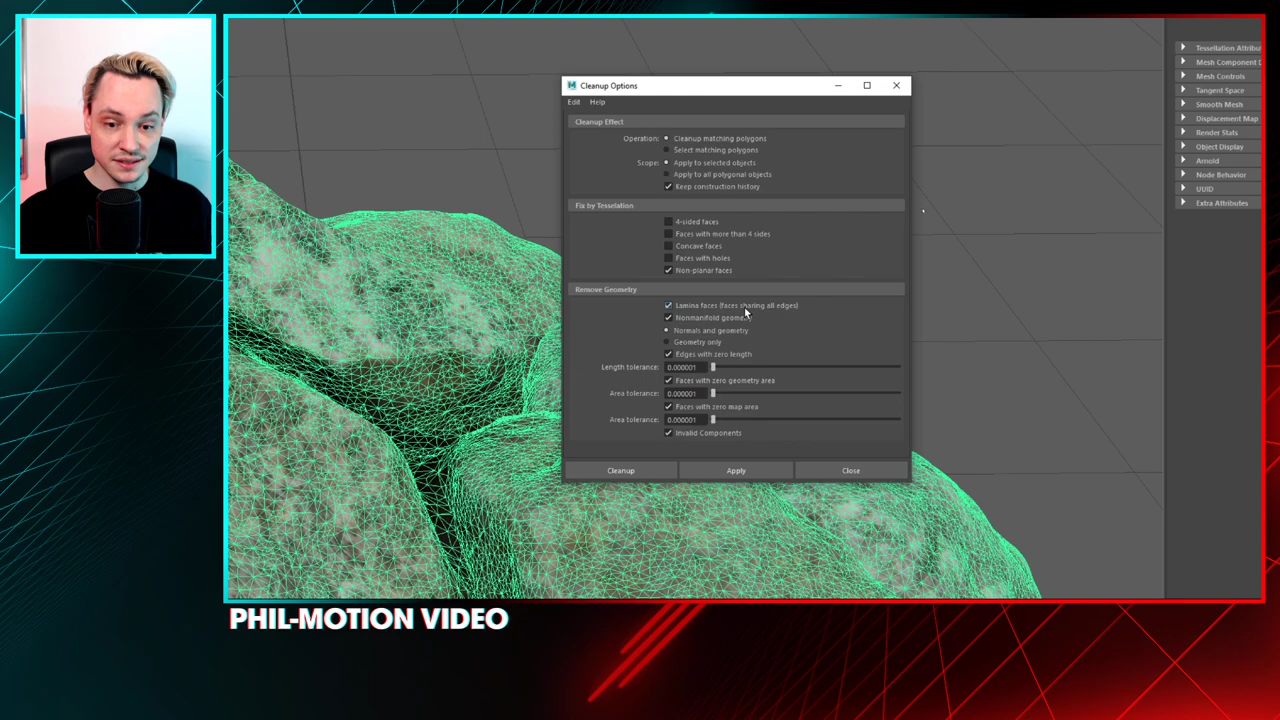 Cleanup Options
Edit Help
Cleanup Effect
Operation: Cleanup matching polygons
Select matching polygons
Scope: Apply to selected objects
Apply to all polygonal objects
Keep construction history
Fix by Tesselation
4-sided faces
Faces with more than 4 sides
Concave faces
Faces with holes
Non-planar faces
Remove Geometry
Lamina faces (faces sharing all edges)
Nonmanifold geometry
Normals and geometry
Geometry only
Edges with zero length
Length tolerance: 0.000001
Faces with zero geometry area
Area tolerance: 0.000001
Faces with zero map area
Area tolerance: 0.000001
Invalid Components
Cleanup Apply Close
Tessellation Attribu
Mesh Component D
Mesh Controls
Tangent Space
Smooth Mesh
Displacement Map
Render Stats
Object Display
Arnold
Node Behavior
UUID
Extra Attributes
PHIL-MOTION VIDEO